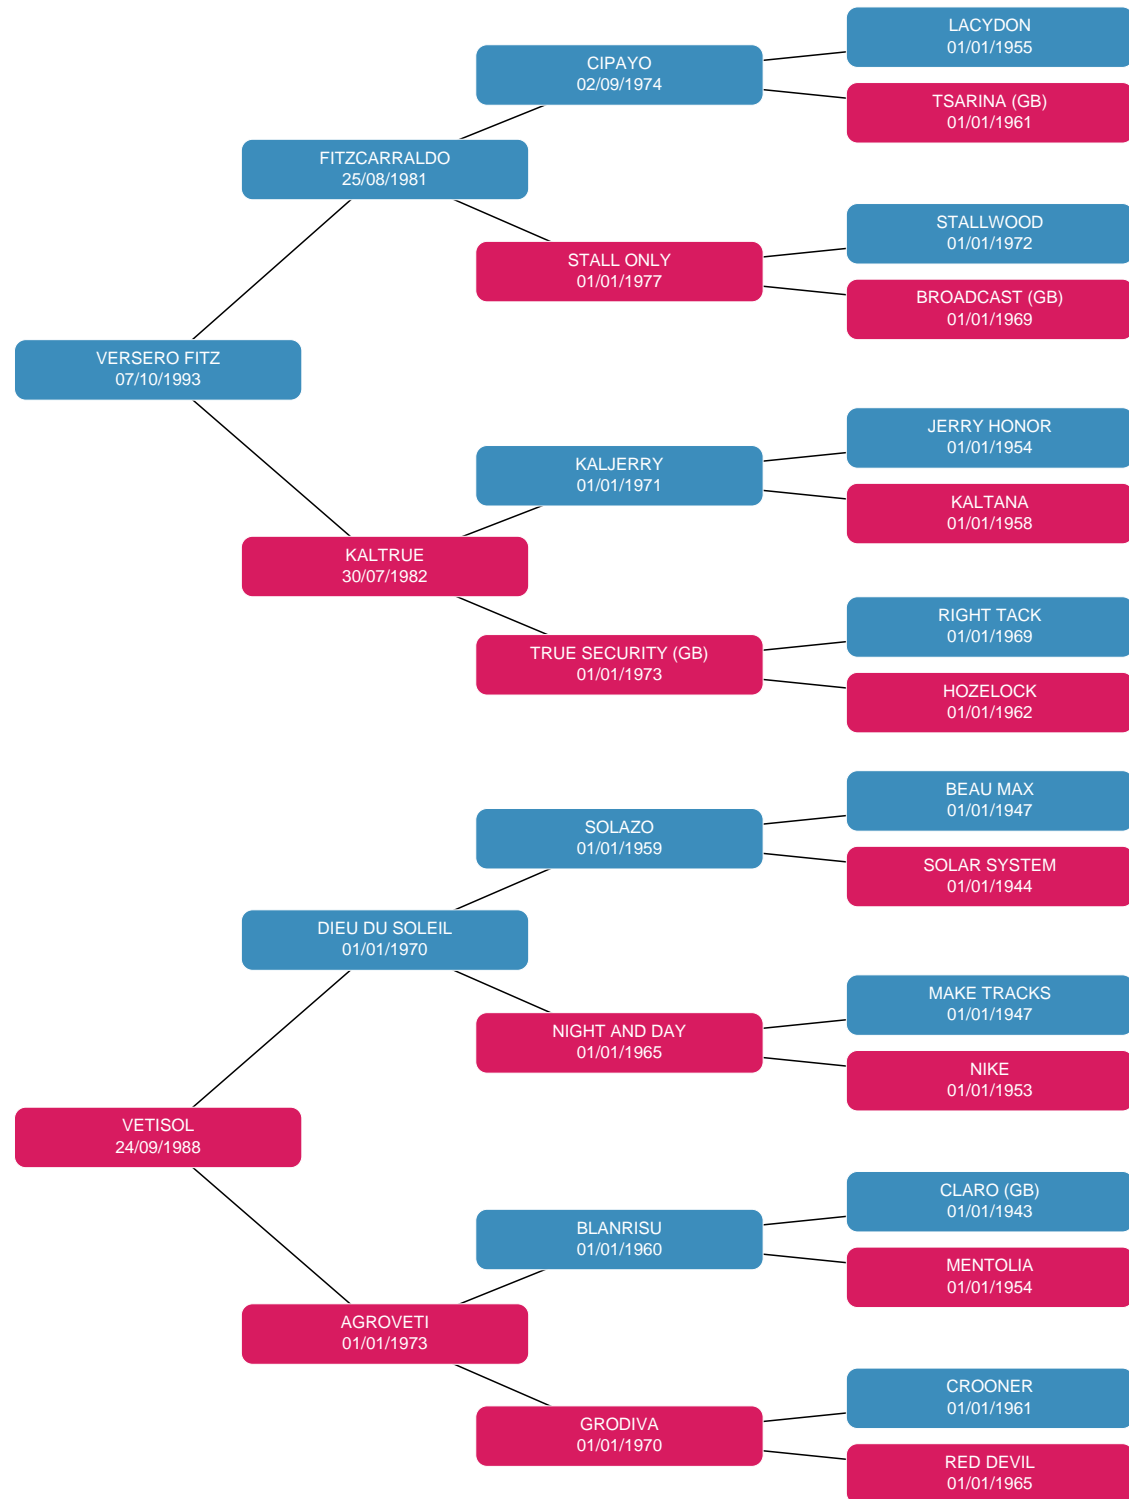 LACYDON
01/01/1955
CIPAYO
02/09/1974
TSARINA (GB)
01/01/1961
FITZCARRALDO
25/08/1981
STALLWOOD
01/01/1972
STALL ONLY
01/01/1977
BROADCAST (GB)
01/01/1969
VERSERO FITZ
07/10/1993
JERRY HONOR
01/01/1954
KALJERRY
01/01/1971
KALTANA
01/01/1958
KALTRUE
30/07/1982
RIGHT TACK
01/01/1969
TRUE SECURITY (GB)
01/01/1973
HOZELOCK
01/01/1962
BEAU MAX
01/01/1947
SOLAZO
01/01/1959
SOLAR SYSTEM
01/01/1944
DIEU DU SOLEIL
01/01/1970
MAKE TRACKS
01/01/1947
NIGHT AND DAY
01/01/1965
NIKE
01/01/1953
VETISOL
24/09/1988
CLARO (GB)
01/01/1943
BLANRISU
01/01/1960
MENTOLIA
01/01/1954
AGROVETI
01/01/1973
CROONER
01/01/1961
GRODIVA
01/01/1970
RED DEVIL
01/01/1965